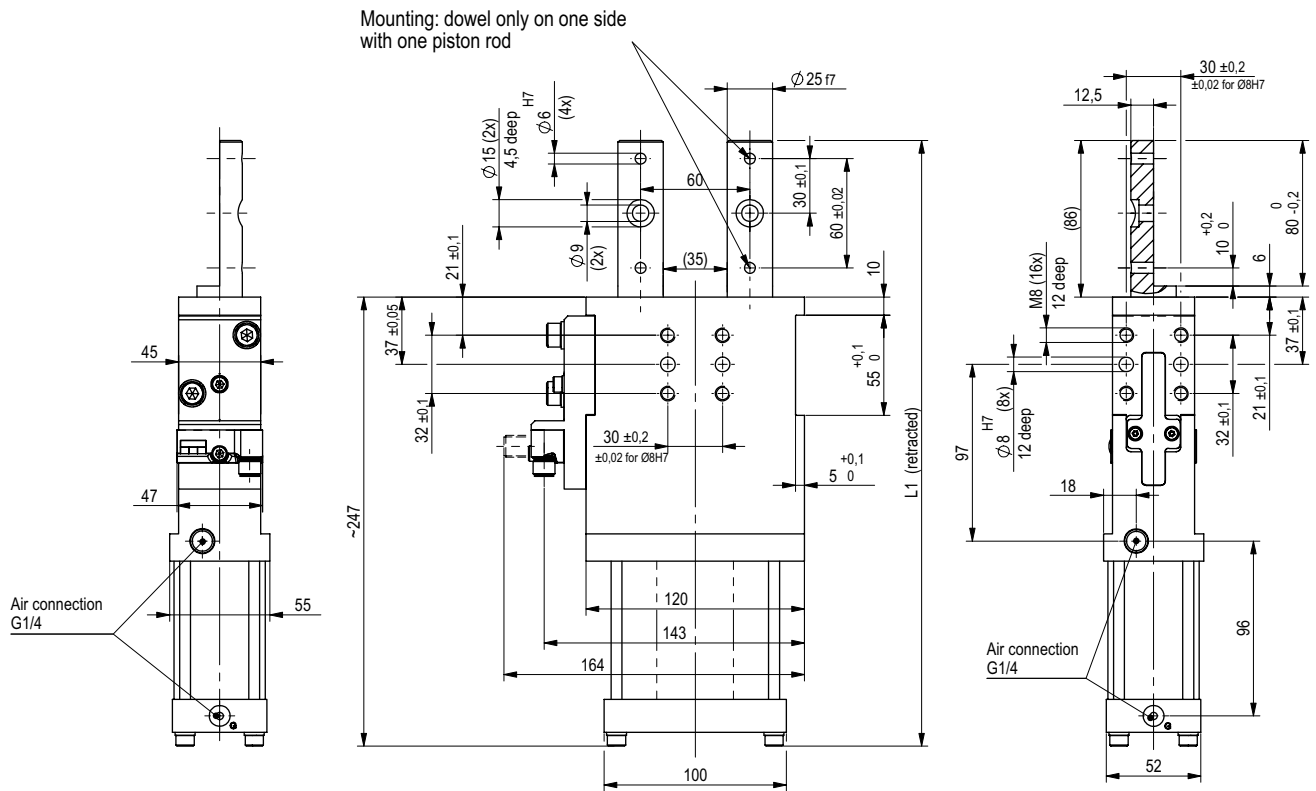 Mounting: dowel only on one side
with one piston rod
Ø 25 f7
30 ±0,2
±0,02 for Ø8H7
12,5
Ø 15 (2x)
4,5 deep
H7
Ø 6
(4x)
60
30 ±0,1
60 ±0,02
Ø 9
(2x)
(35)
21 ±0,1
37 ±0,05
32 ±0,1
10
+0,1
55 0
30 ±0,2
±0,02 for Ø8H7
+0,1
5 0
L1 (retracted)
~247
120
143
164
100
45
47
55
Air connection
G1/4
G
(86)
0
80 -0,2
+0,2
10 0
6
M8 (16x)
12 deep
37 ±0,1
21 ±0,1
32 ±0,1
H7
Ø 8 (8x)
12 deep
97
18
96
Air connection
G1/4
G
52